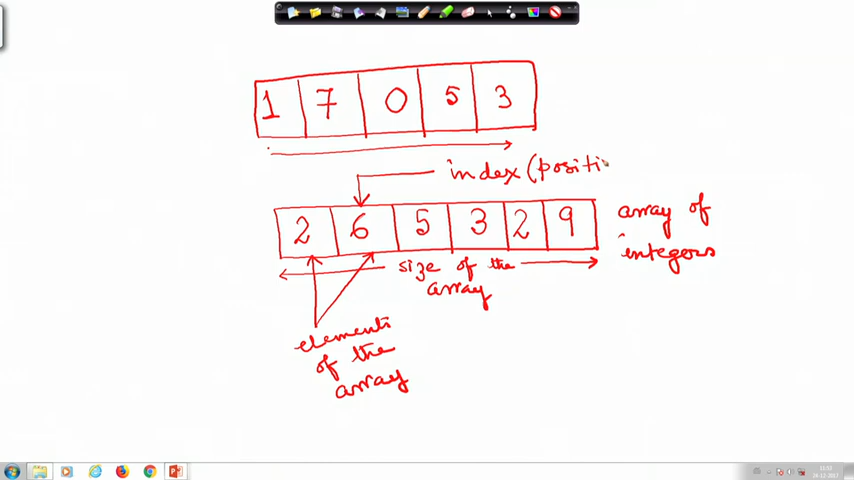 1 7 0 5 3
index (positi
2 6 5 3 2 9
array of
integers
size of the
array
elements
of the
array